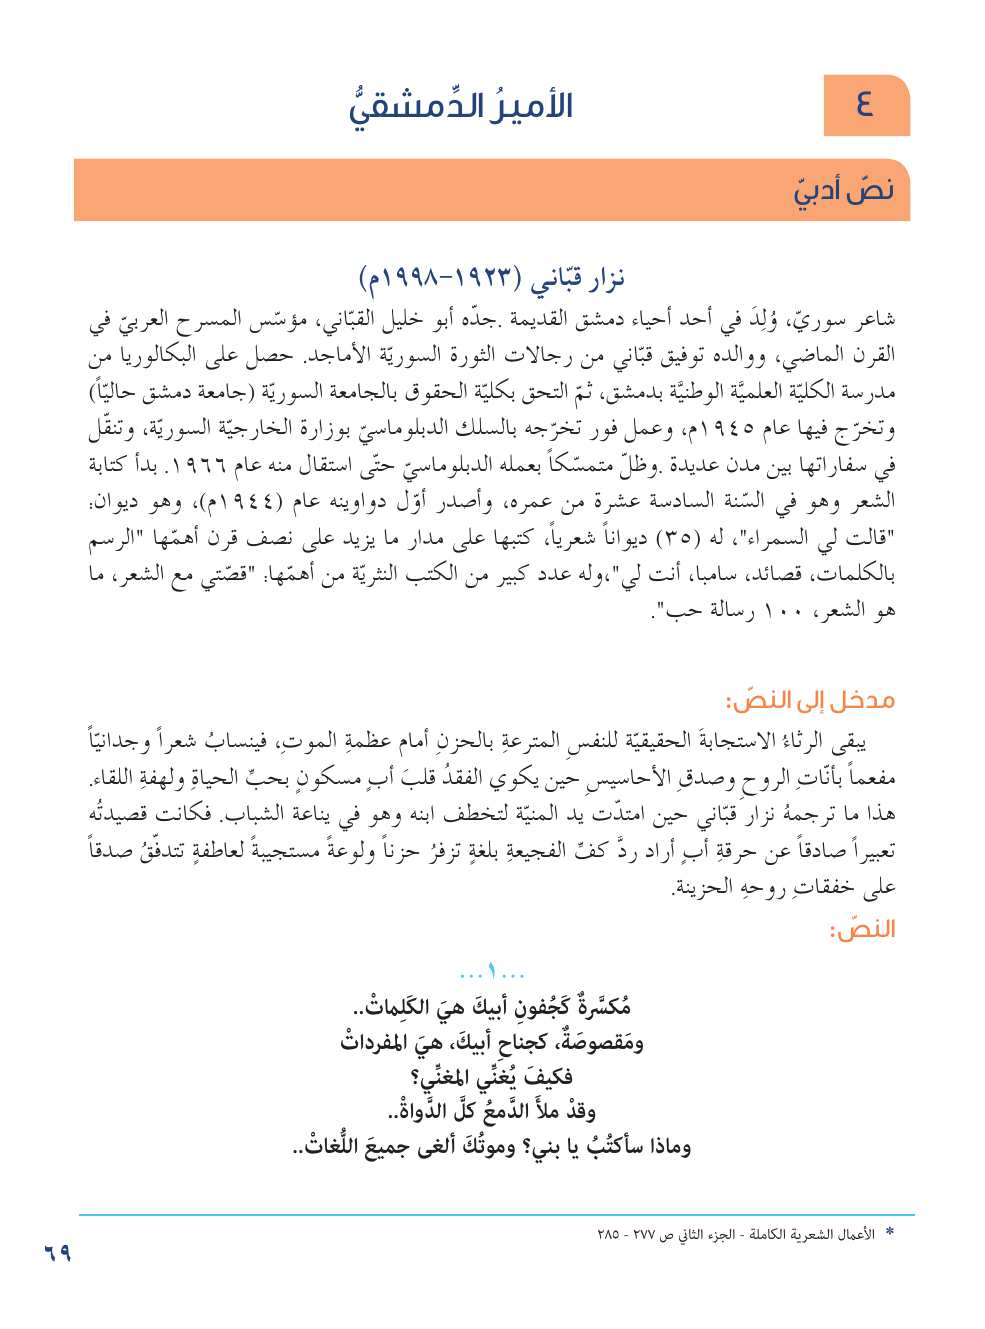 ٤
الأميرُ الدِّمشقيُّ
نصّ أدبيّ
نزار قبّاني (١٩٢٣-١٩٩٨م)
شاعر سوريّ، وُلِدَ في أحد أحياء دمشق القديمة .جدّه أبو خليل القبّاني، مؤسّس المسرح العربيّ في
القرن الماضي، ووالده توفيق قبّاني من رجالات الثورة السوريّة الأماجد. حصل على البكالوريا من
مدرسة الكليّة العلميَّة الوطنيَّة بدمشق، ثمّ التحق بكليّة الحقوق بالجامعة السوريّة (جامعة دمشق حاليّاً)
وتخرّج فيها عام ١٩٤٥م، وعمل فور تخرّجه بالسلك الدبلوماسيّ بوزارة الخارجيّة السوريّة، وتنقّل
في سفاراتها بين مدن عديدة .وظلّ متمسّكاً بعمله الدبلوماسيّ حتّى استقال منه عام ١٩٦٦. بدأ كتابة
الشعر وهو في السّنة السادسة عشرة من عمره، وأصدر أوّل دواوينه عام (١٩٤٤م)، وهو ديوان:
"قالت لي السمراء"، له (٣٥) ديواناً شعرياً، كتبها على مدار ما يزيد على نصف قرن أهمّها "الرسم
بالكلمات، قصائد، سامبا، أنت لي"،وله عدد كبير من الكتب النثريّة من أهمّها: "قصّتي مع الشعر، ما
هو الشعر، ١٠٠ رسالة حب".
مدخل إلى النصّ:
يبقى الرثاءُ الاستجابةَ الحقيقيّة للنفسِ المترعةِ بالحزنِ أمام عظمةِ الموتِ، فينسابُ شعراً وجدانيّاً
مفعماً بأنّاتِ الروحِ وصدقِ الأحاسيسِ حين يكوي الفقدُ قلبَ أبٍ مسكونٍ بحبِّ الحياةِ ولهفةِ اللقاء.
هذا ما ترجمهُ نزار قبّاني حين امتدّت يد المنيّة لتخطف ابنه وهو في يناعة الشباب. فكانت قصيدتُه
تعبيراً صادقاً عن حرقةِ أبٍ أراد ردَّ كفِّ الفجيعةِ بلغةٍ تزفرُ حزناً ولوعةً مستجيبةً لعاطفةٍ تتدفّقُ صدقاً
على خفقاتِ روحهِ الحزينة.
النصّ:
...١...
مُكسَّرةٌ كَجُفونِ أبيكَ هيَ الكَلِماتْ..
ومَقصوصَةٌ، كجناحِ أبيكَ، هيَ المفرداتْ
فكيفَ يُغنِّي المغنِّي؟
وقدْ ملأَ الدَّمعُ كلَّ الدَّواةْ..
وماذا سأكتُبُ يا بني؟ وموتُكَ ألغى جميعَ اللُّغاتْ..
* الأعمال الشعرية الكاملة - الجزء الثاني ص ٢٧٧ - ٢٨٥
٦٩